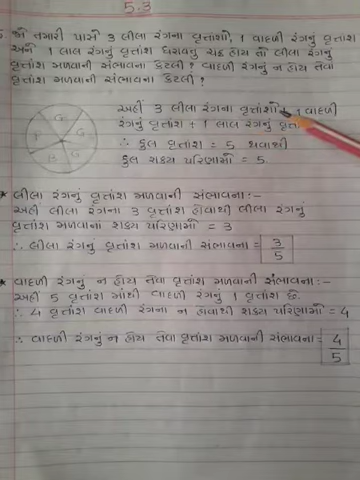 5.3
જો તમારી પાસે 3 લીલા રંગના વૃત્તાંશો, 1 વાદળી રંગનું વૃત્તાંશ
અને 1 લાલ રંગનું વૃત્તાંશ ધરાવતું ચક્ર હોય તો લીલા રંગનું
વૃત્તાંશ મળવાની સંભાવના કેટલી? વાદળી રંગનું ન હોય તેવા
વૃત્તાંશ મળવાની સંભાવના કેટલી?
G
G
G
B
અહીં 3 લીલા રંગના વૃત્તાંશો + 1 વાદળી
રંગનું વૃત્તાંશ + 1 લાલ રંગનું
∴ કુલ વૃત્તાંશ = 5 થવાથી
કુલ શક્ય પરિણામો = 5.
* લીલા રંગનું વૃત્તાંશ મળવાની સંભાવના:-
અહીં લીલા રંગના 3 વૃત્તાંશ હોવાથી લીલા રંગનું
વૃત્તાંશ મળવાના શક્ય પરિણામો = 3
∴ લીલા રંગનું વૃત્તાંશ મળવાની સંભાવના = 3/5
* વાદળી રંગનું ન હોય તેવા વૃત્તાંશ મળવાની સંભાવના:-
અહીં 5 વૃત્તાંશ માંથી વાદળી રંગનું 1 વૃત્તાંશ છે.
∴ 4 વૃત્તાંશ વાદળી રંગના ન હોવાથી શક્ય પરિણામો = 4
∴ વાદળી રંગનું ન હોય તેવા વૃત્તાંશ મળવાની સંભાવના = 4/5